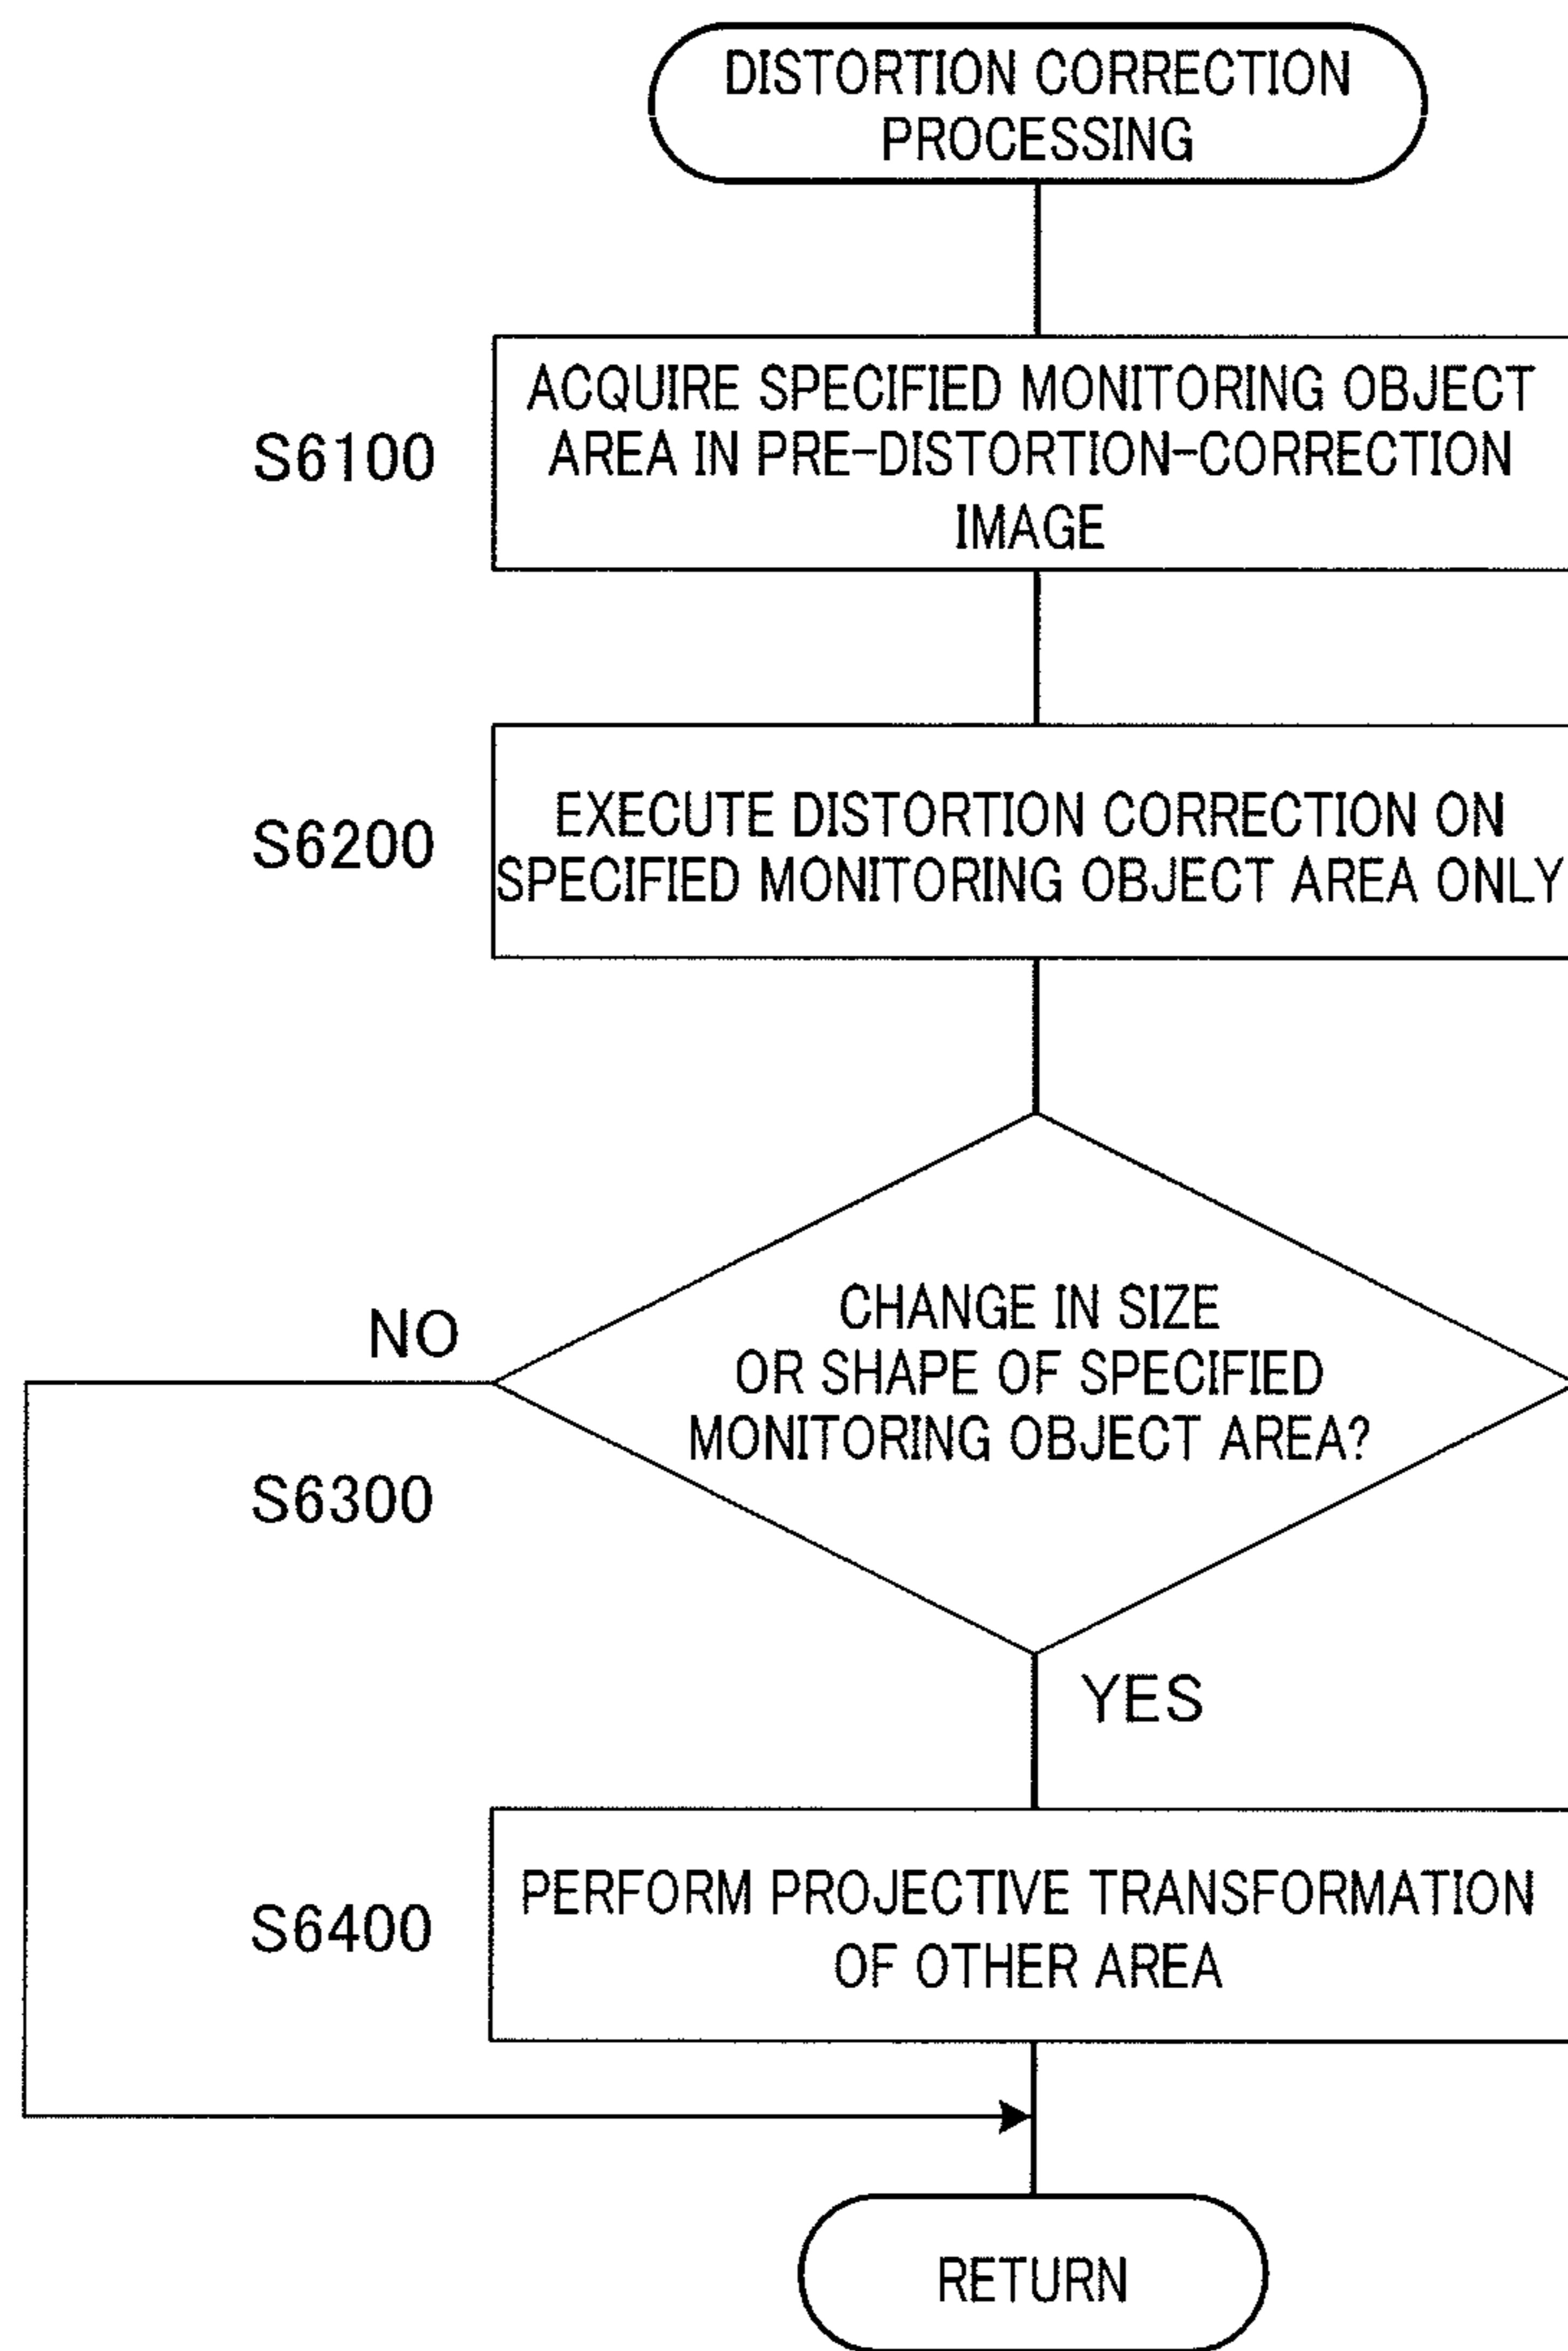 DISTORTION CORRECTION
PROCESSING
S6100
ACQUIRE SPECIFIED MONITORING OBJECT
AREA IN PRE-DISTORTION-CORRECTION
IMAGE
S6200
EXECUTE DISTORTION CORRECTION ON
SPECIFIED MONITORING OBJECT AREA ONLY
NO
S6300
CHANGE IN SIZE
OR SHAPE OF SPECIFIED
MONITORING OBJECT AREA?
YES
S6400
PERFORM PROJECTIVE TRANSFORMATION
OF OTHER AREA
RETURN